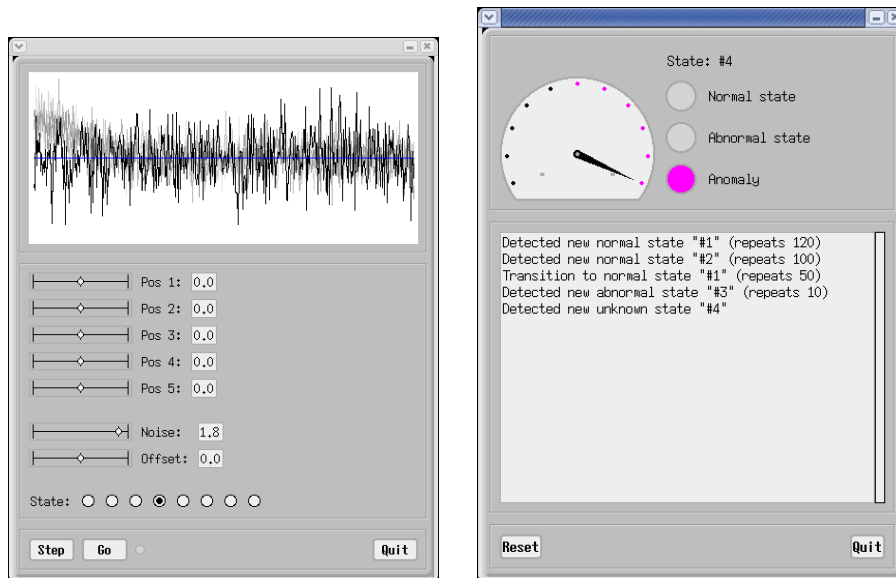 Pos 1: 0.0
Pos 2: 0.0
Pos 3: 0.0
Pos 4: 0.0
Pos 5: 0.0
Noise: 1.8
Offset: 0.0
State:
Step Go Quit
State: #4
Normal state
Abnormal state
Anomaly
Detected new normal state "#1" (repeats 120)
Detected new normal state "#2" (repeats 100)
Transition to normal state "#1" (repeats 50)
Detected new abnormal state "#3" (repeats 10)
Detected new unknown state "#4"
Reset Quit